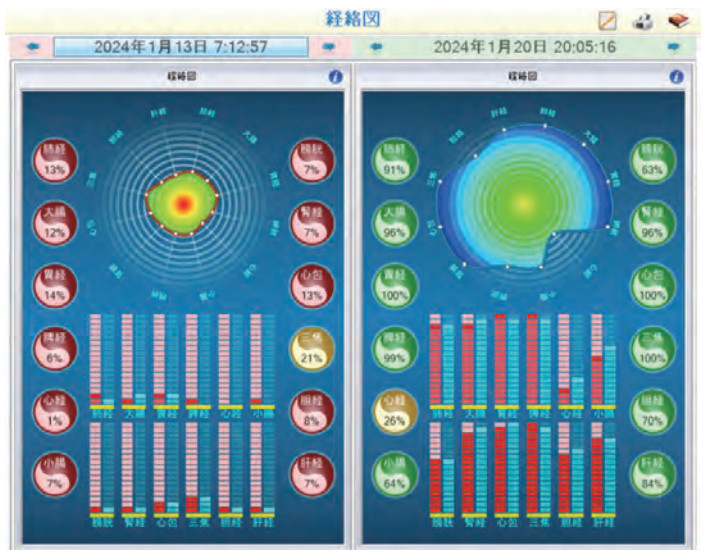 経絡図
2024年1月13日 7:12:57
2024年1月20日 20:05:16
経絡図
経絡図
肺経
13%
大腸
12%
胃経
14%
脾経
6%
心経
1%
小腸
7%
膀胱
7%
腎経
7%
心包
13%
三焦
21%
胆経
8%
肝経
7%
肺経 大腸 胃経 脾経 心経 小腸
膀胱 腎経 心包 三焦 胆経 肝経
肺経
91%
大腸
96%
胃経
100%
脾経
99%
心経
26%
小腸
64%
膀胱
63%
腎経
96%
心包
100%
三焦
100%
胆経
70%
肝経
84%
肺経 大腸 胃経 脾経 心経 小腸
膀胱 腎経 心包 三焦 胆経 肝経